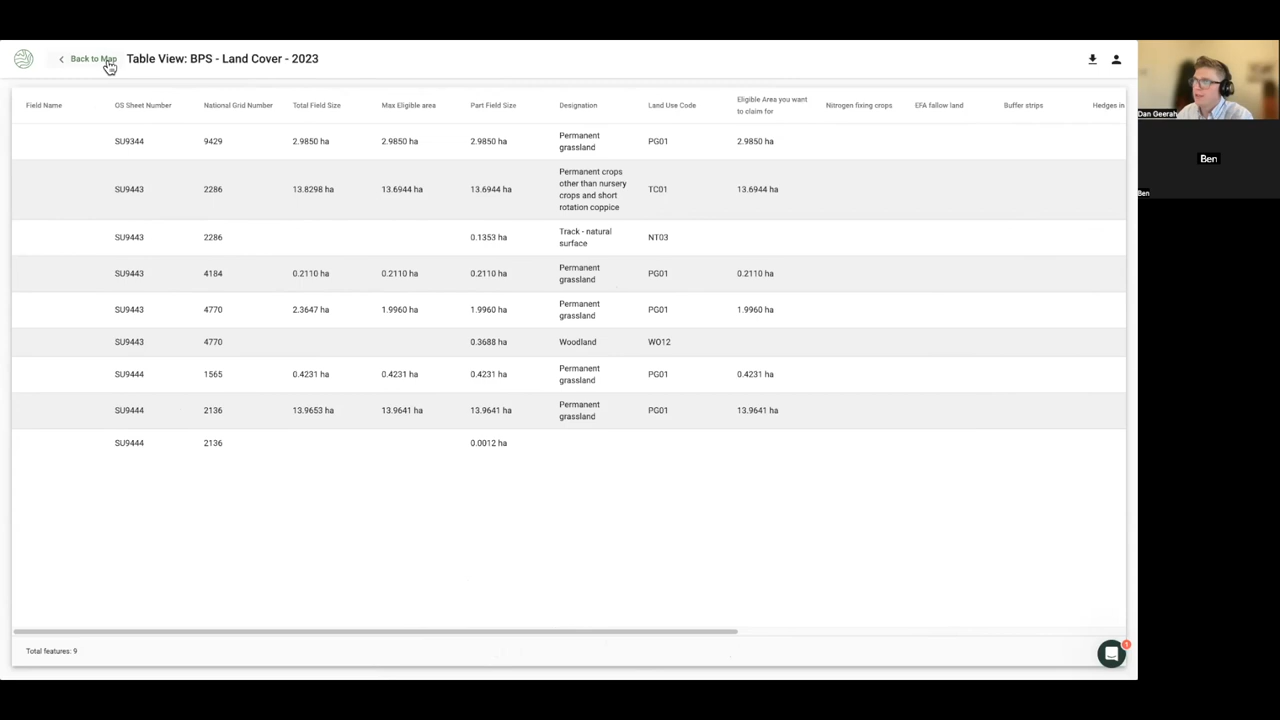 Back to Map
Table View: BPS - Land Cover - 2023
Field Name OS Sheet Number National Grid Number Total Field Size Max Eligible area Part Field Size Designation Land Use Code Eligible Area you want to claim for Nitrogen fixing crops EFA fallow land Buffer strips Hedges in
SU9344 9429 2.9850 ha 2.9850 ha 2.9850 ha Permanent grassland PG01 2.9850 ha
SU9443 2286 13.8298 ha 13.6944 ha 13.6944 ha Permanent crops other than nursery crops and short rotation coppice TC01 13.6944 ha
SU9443 2286 0.1353 ha Track - natural surface NT03
SU9443 4184 0.2110 ha 0.2110 ha 0.2110 ha Permanent grassland PG01 0.2110 ha
SU9443 4770 2.3647 ha 1.9960 ha 1.9960 ha Permanent grassland PG01 1.9960 ha
SU9443 4770 0.3688 ha Woodland WO12
SU9444 1565 0.4231 ha 0.4231 ha 0.4231 ha Permanent grassland PG01 0.4231 ha
SU9444 2136 13.9653 ha 13.9641 ha 13.9641 ha Permanent grassland PG01 13.9641 ha
SU9444 2136 0.0012 ha
Total features: 9
1
Dan Geerah
Ben
Ben